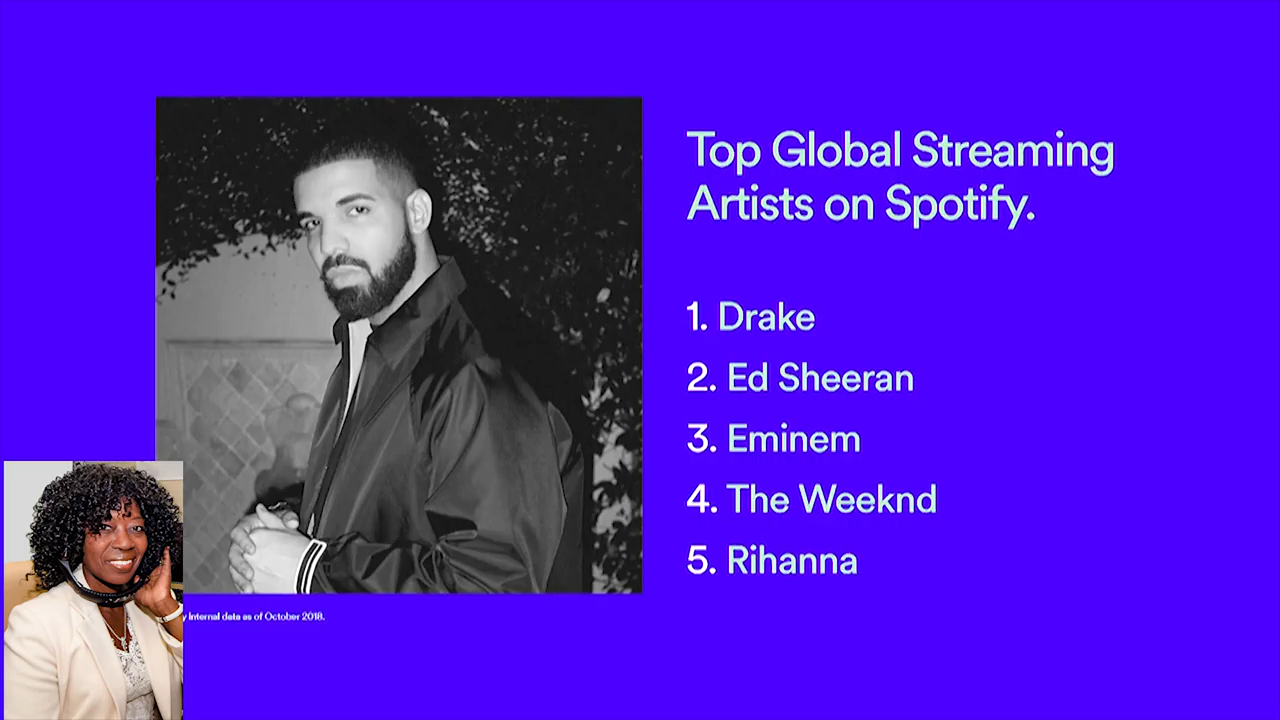 Top Global Streaming
Artists on Spotify.
1. Drake
2. Ed Sheeran
3. Eminem
4. The Weeknd
5. Rihanna
y internal data as of October 2018.